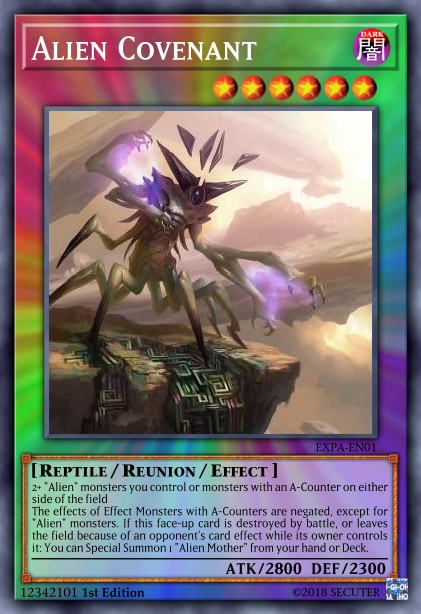 Alien Covenant
DARK
闇
EXPA-EN01
[ Reptile / Reunion / Effect ]
2+ "Alien" monsters you control or monsters with an A-Counter on either
side of the field
The effects of Effect Monsters with A-Counters are negated, except for
"Alien" monsters. If this face-up card is destroyed by battle, or leaves
the field because of an opponent's card effect while its owner controls
it: You can Special Summon 1 "Alien Mother" from your hand or Deck.
ATK/2800 DEF/2300
12342101 1st Edition
©2018 SECUTER